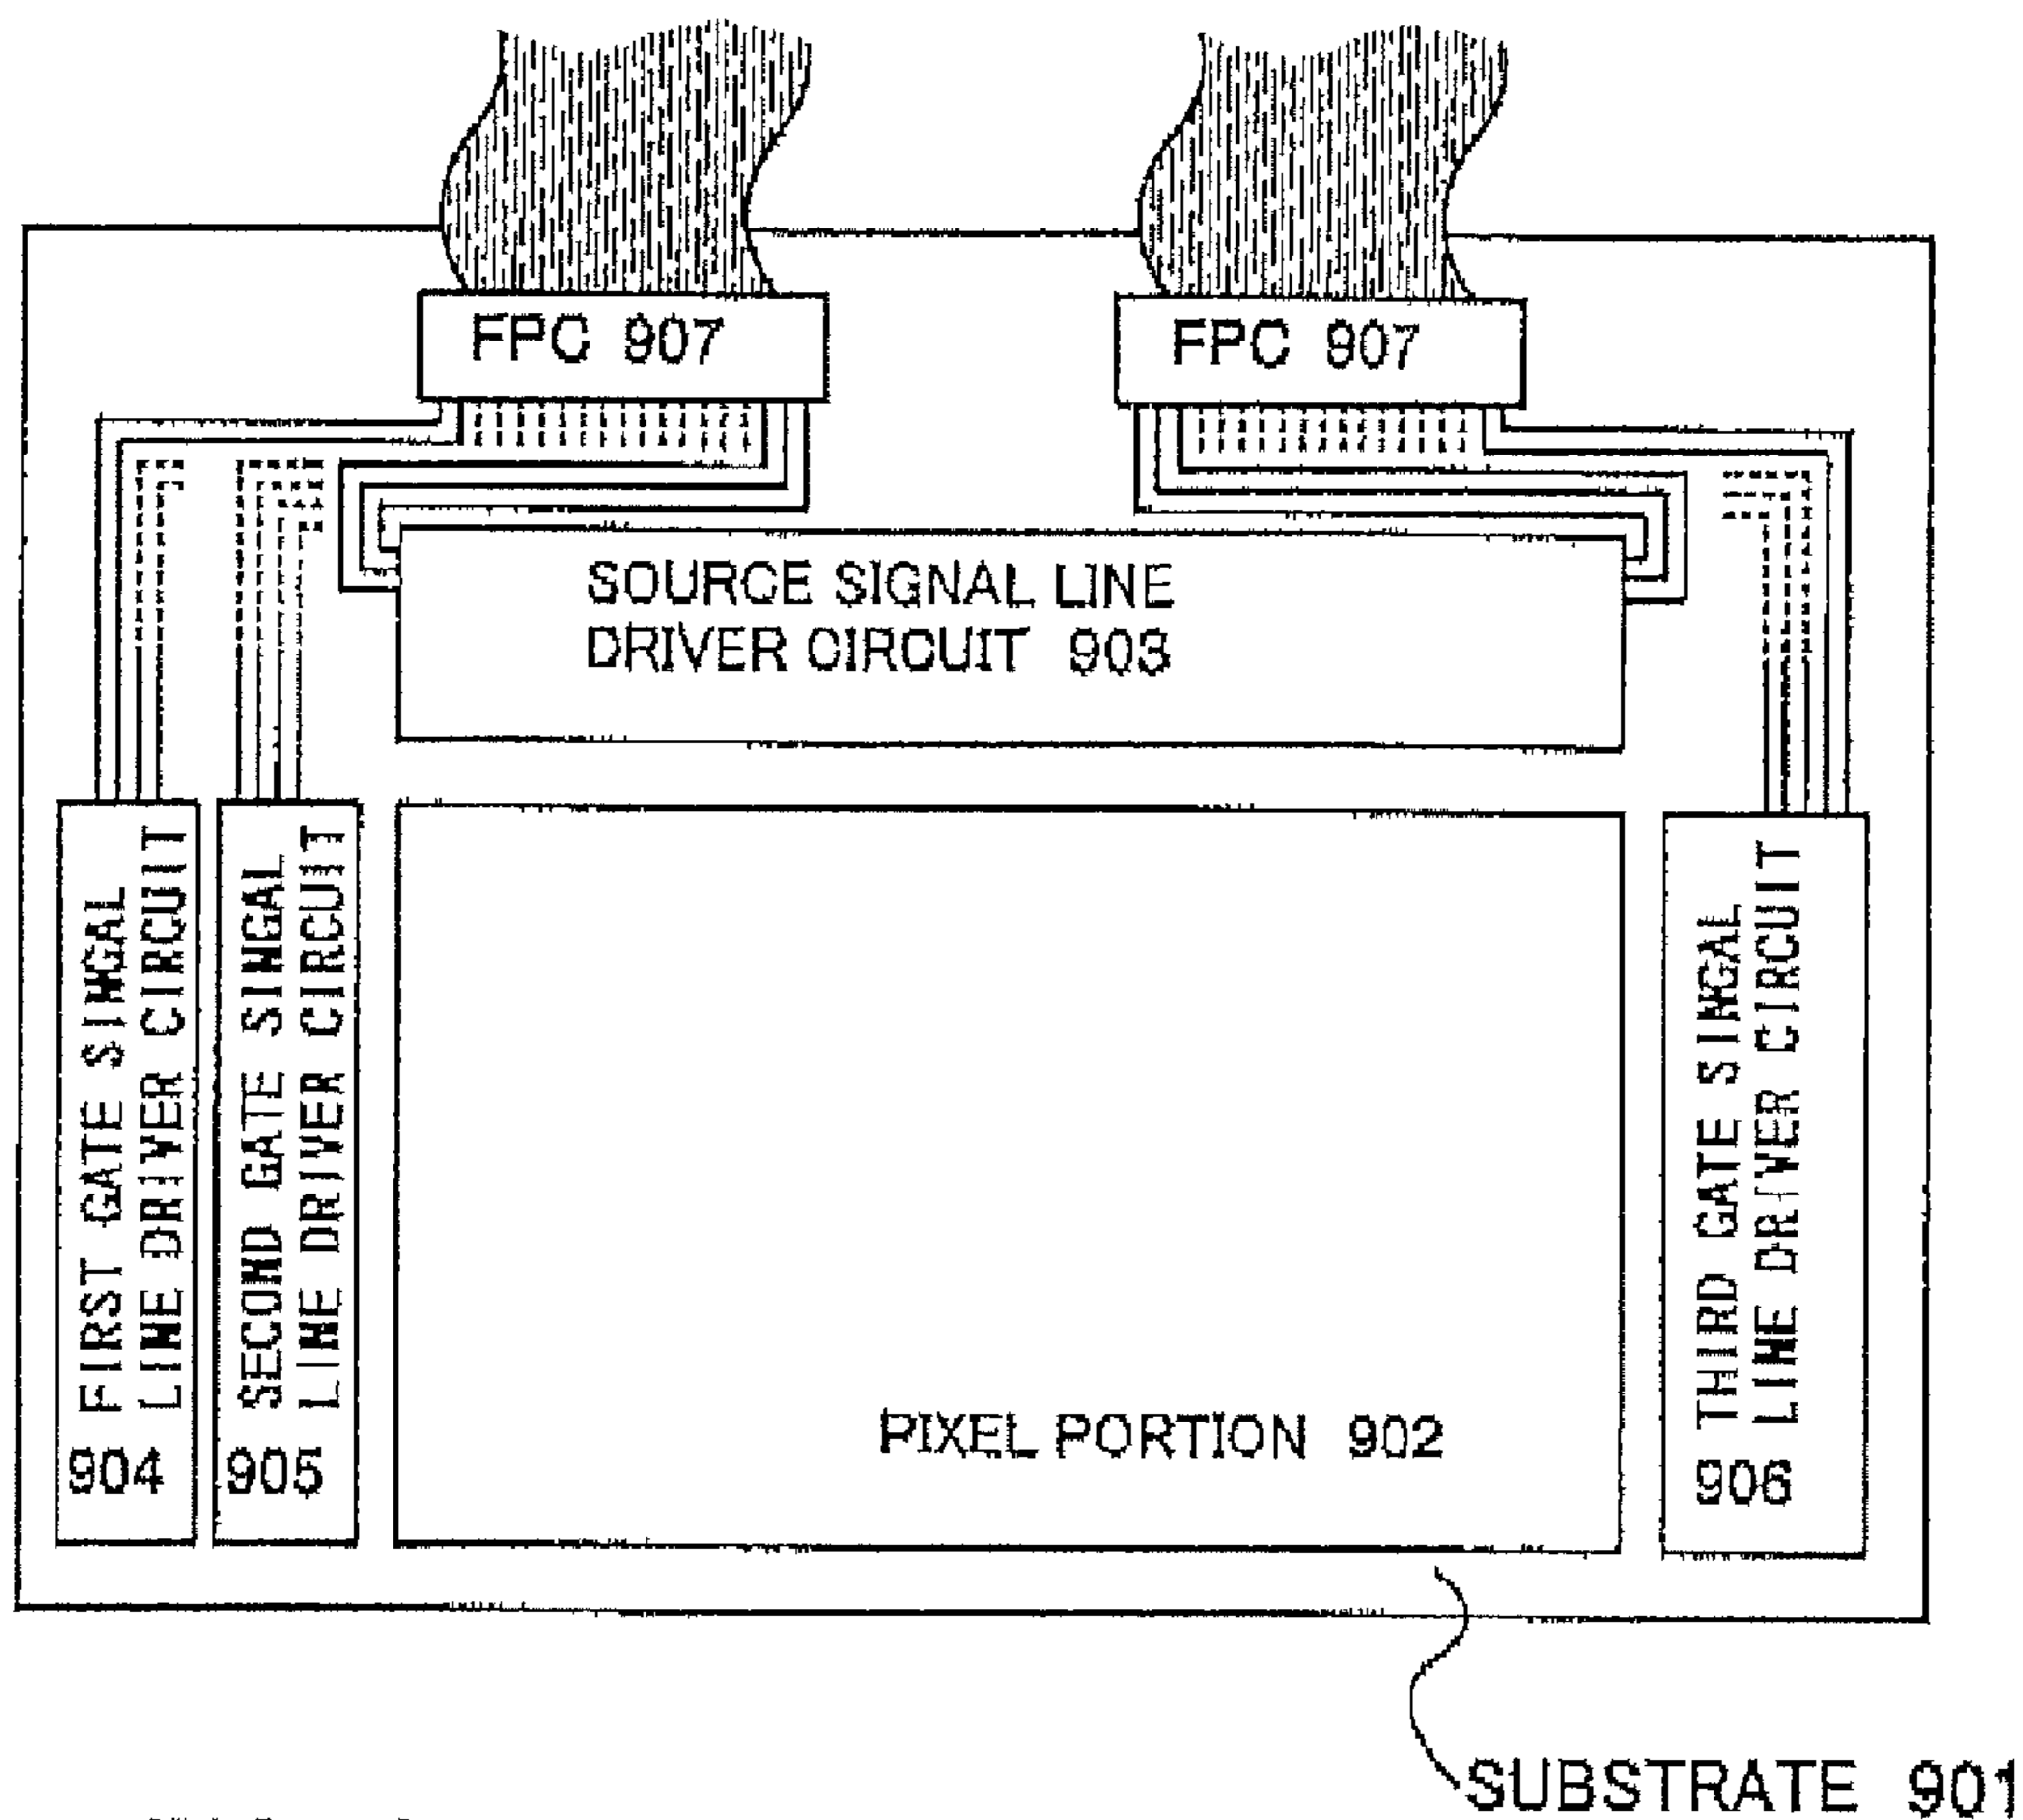 FPC 907
FPC 907
SOURCE SIGNAL LINE
DRIVER CIRCUIT 903
FIRST GATE SINGAL
LINE DRIVER CIRCUIT
904
SECOND GATE SINGAL
LINE DRIVER CIRCUIT
905
PIXEL PORTION 902
THIRD GATE SINGAL
LINE DRIVER CIRCUIT
906
SUBSTRATE 901